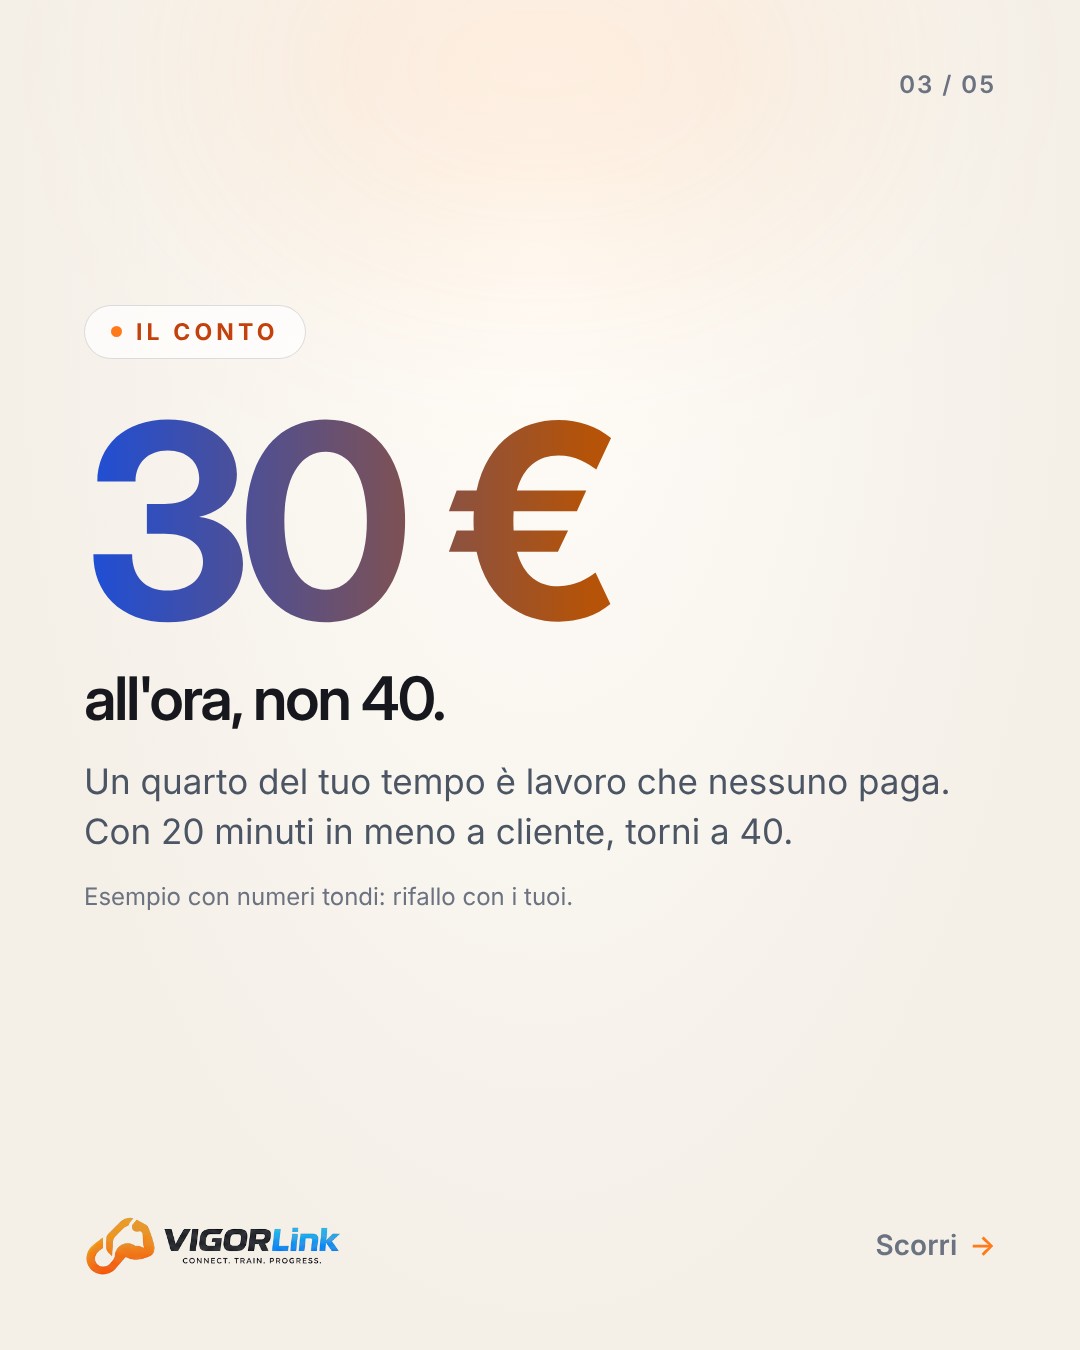 03 / 05
IL CONTO
30 €
all'ora, non 40.
Un quarto del tuo tempo è lavoro che nessuno paga.
Con 20 minuti in meno a cliente, torni a 40.
Esempio con numeri tondi: rifallo con i tuoi.
VIGORLink
CONNECT. TRAIN. PROGRESS.
Scorri →